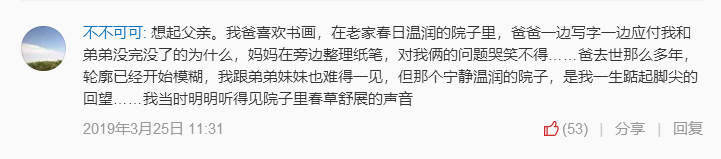 不不可可: 想起父亲。我爸喜欢书画，在老家春日温润的院子里，爸爸一边写字一边应付我和
弟弟没完没了的为什么，妈妈在旁边整理纸笔，对我俩的问题哭笑不得……爸去世那么多年，
轮廓已经开始模糊，我跟弟弟妹妹也难得一见，但那个宁静温润的院子，是我一生踮起脚尖的
回望……我当时明明听得见院子里春草舒展的声音
2019年3月25日 11:31 (53) | 分享 | 回复